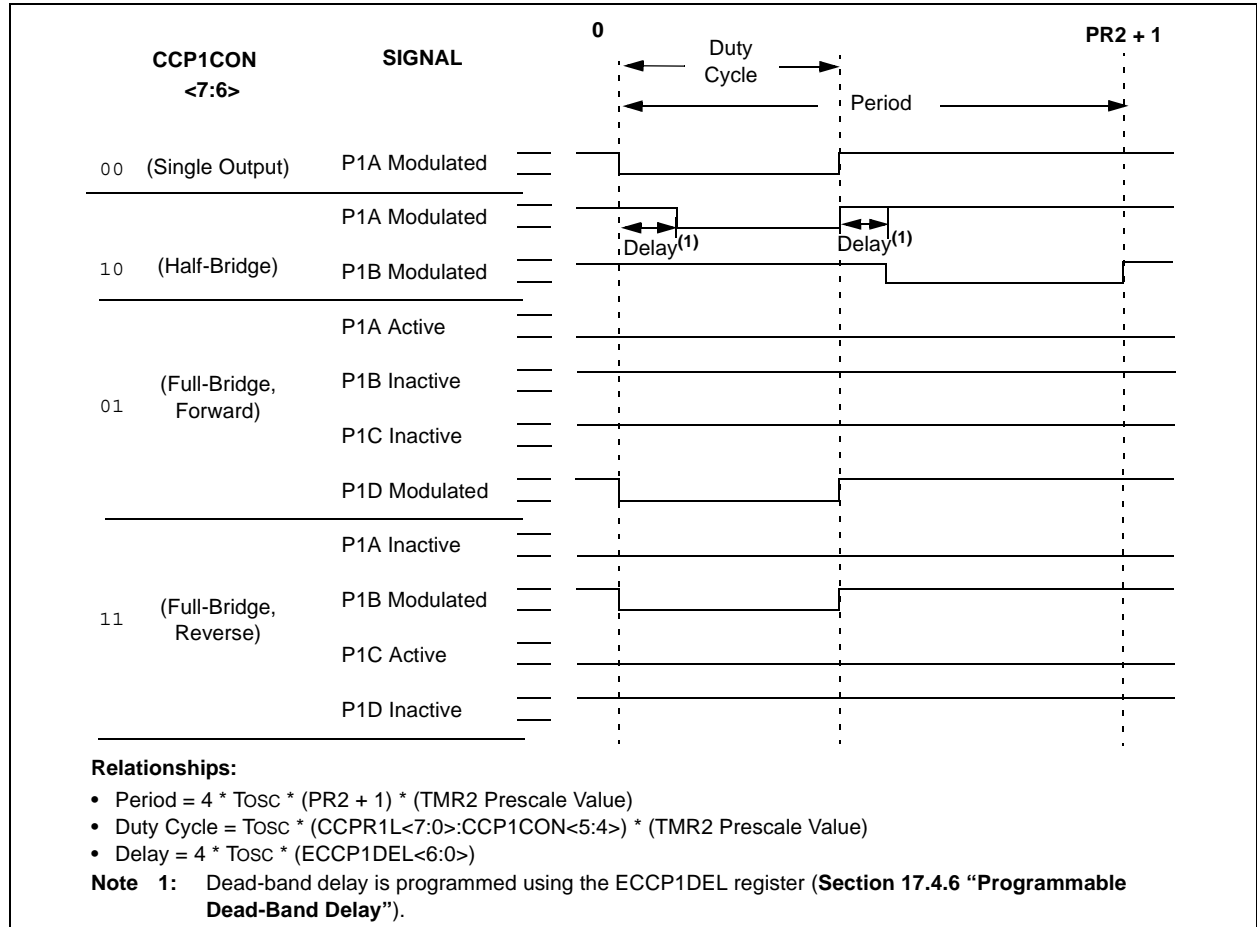 0
PR2 + 1
CCP1CON
<7:6>
SIGNAL
Duty
Cycle
Period
00 (Single Output) P1A Modulated
P1A Modulated
Delay(1) Delay(1)
10 (Half-Bridge) P1B Modulated
P1A Active
01 (Full-Bridge,
Forward)
P1B Inactive
P1C Inactive
P1D Modulated
P1A Inactive
11 (Full-Bridge,
Reverse)
P1B Modulated
P1C Active
P1D Inactive
Relationships:
• Period = 4 * TOSC * (PR2 + 1) * (TMR2 Prescale Value)
• Duty Cycle = TOSC * (CCPR1L<7:0>:CCP1CON<5:4>) * (TMR2 Prescale Value)
• Delay = 4 * TOSC * (ECCP1DEL<6:0>)
Note 1: Dead-band delay is programmed using the ECCP1DEL register (Section 17.4.6 “Programmable
Dead-Band Delay”).